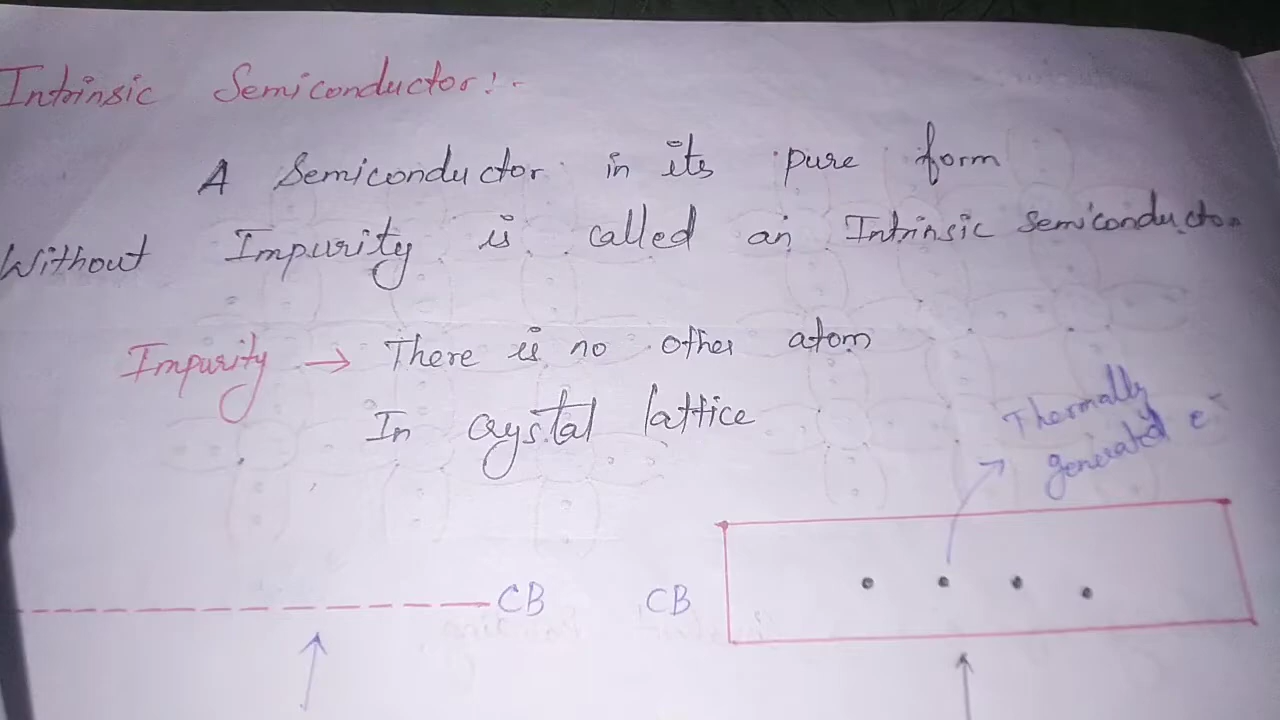 Intrinsic Semiconductor:-
A Semiconductor in its pure form
Without Impurity is called an Intrinsic Semiconductor
Impurity → There is no other atom
In crystal lattice
Thermally
generated e⁻
CB
CB